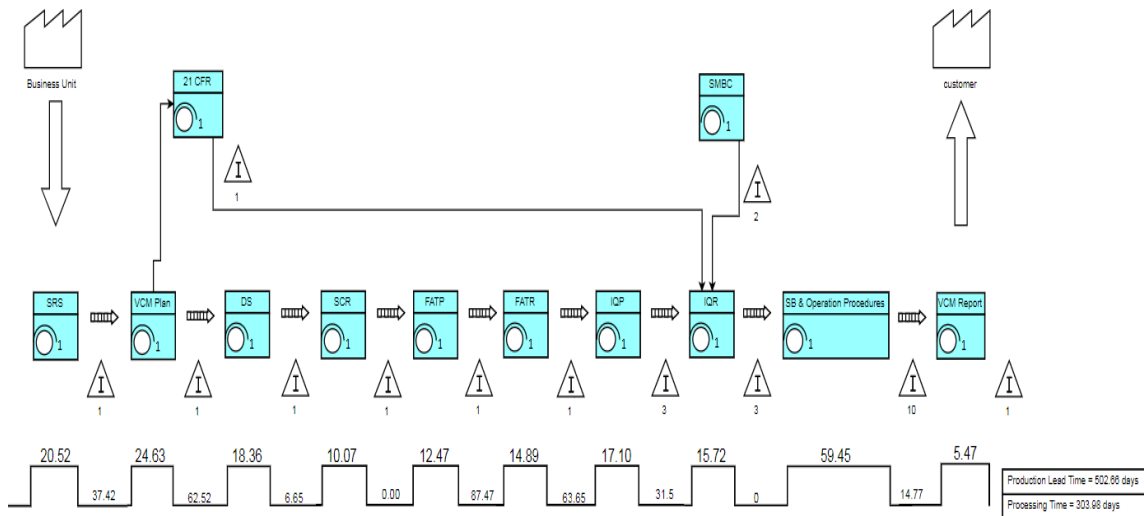 Business Unit
customer
21 CFR
1
SMBC
1
I
1
I
2
SRS
1
VCM Plan
1
DS
1
SCR
1
FATP
1
FATR
1
IQP
1
IQR
1
SB & Operation Procedures
1
VCM Report
1
I
1
I
1
I
1
I
1
I
1
I
1
I
3
I
3
I
10
I
1
20.52
24.63
18.36
10.07
12.47
14.89
17.10
15.72
59.45
5.47
37.42
62.52
6.65
0.00
87.47
63.65
31.5
0
14.77
Production Lead Time = 502.66 days
Processing Time = 303.98 days